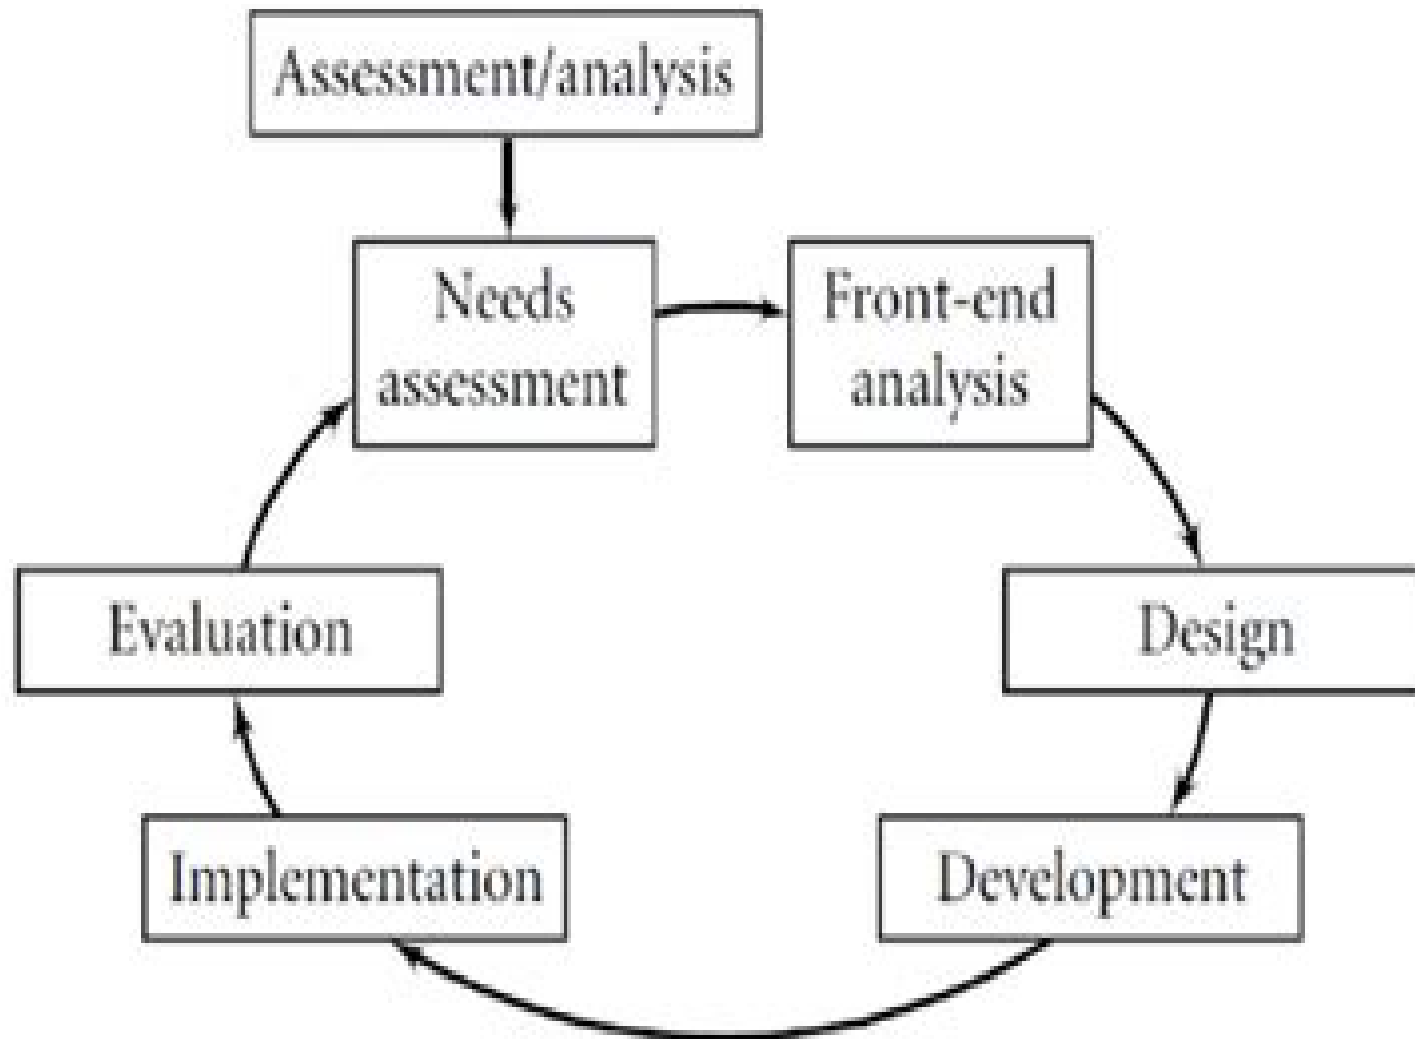 Assessment/analysis
Needs
assessment
Front-end
analysis
Evaluation
Design
Implementation
Development